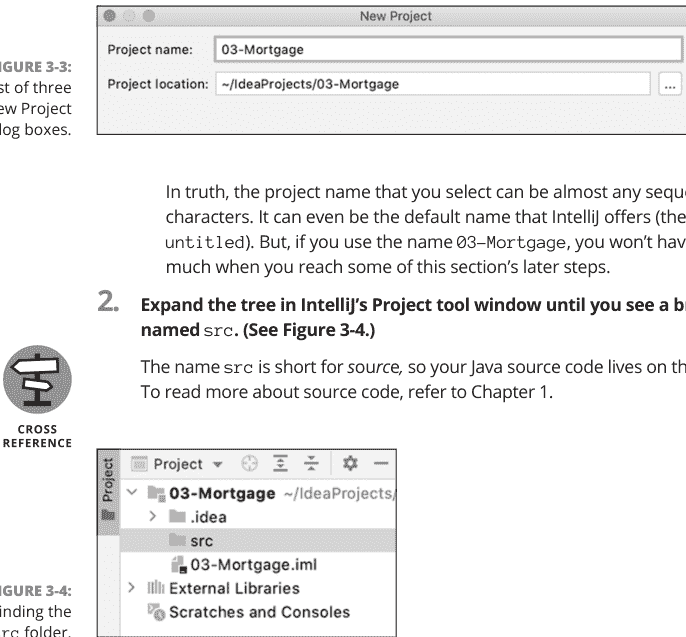 New Project
Project name: 03-Mortgage
Project location: ~/IdeaProjects/03-Mortgage ...
IGURE 3-3:
st of three
ew Project
log boxes.
In truth, the project name that you select can be almost any sequ
characters. It can even be the default name that IntelliJ offers (the
untitled). But, if you use the name 03-Mortgage, you won't hav
much when you reach some of this section's later steps.
2. Expand the tree in IntelliJ's Project tool window until you see a br
named src. (See Figure 3-4.)
The name src is short for source, so your Java source code lives on th
To read more about source code, refer to Chapter 1.
CROSS
REFERENCE
Project
Project
03-Mortgage ~/IdeaProjects/
.idea
src
03-Mortgage.iml
External Libraries
Scratches and Consoles
IGURE 3-4:
inding the
rc folder.